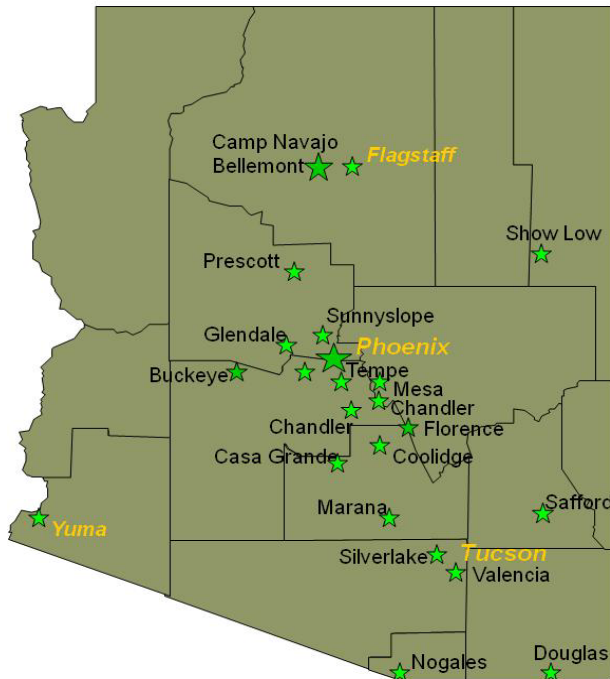 Camp Navajo
Bellemont
Flagstaff
Show Low
Prescott
Sunnyslope
Glendale
Phoenix
Buckeye
Tempe
Mesa
Chandler
Chandler
Florence
Casa Grande
Coolidge
Marana
Safford
Yuma
Silverlake
Tucson
Valencia
Nogales
Douglas